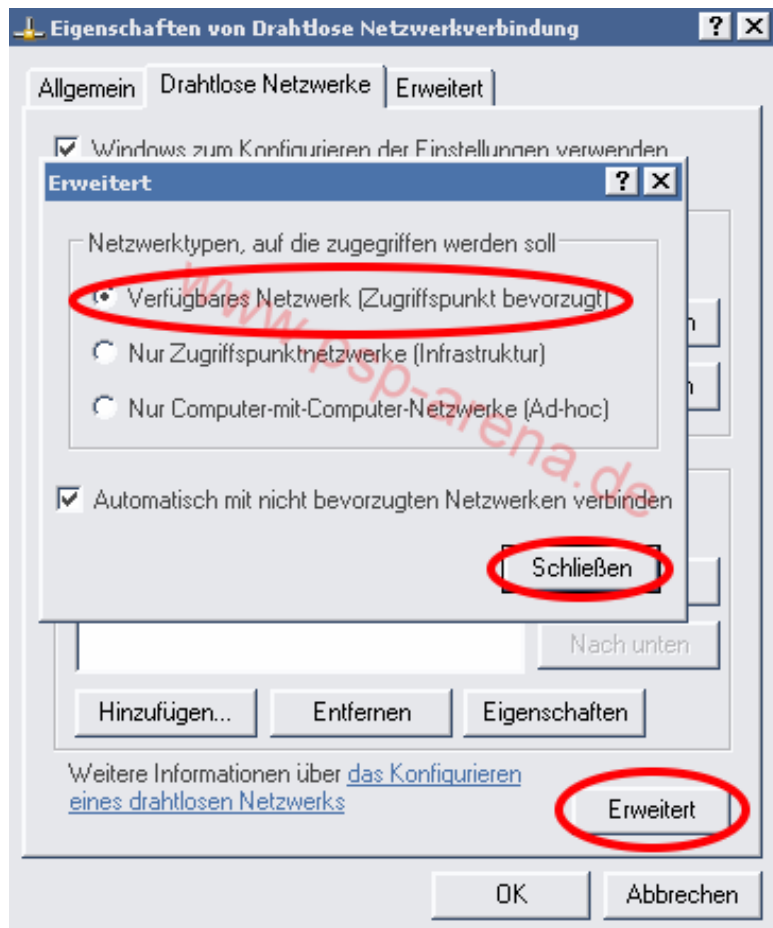 Eigenschaften von Drahtlose Netzwerkverbindung
Allgemein
Drahtlose Netzwerke
Erweitert
Windows zum Konfigurieren der Einstellungen verwenden
Erweitert
Netzwerktypen, auf die zugegriffen werden soll
Verfügbares Netzwerk (Zugriffspunkt bevorzugt)
Nur Zugriffspunktnetzwerke (Infrastruktur)
Nur Computer-mit-Computer-Netzwerke (Ad-hoc)
www.psp-arena.de
Automatisch mit nicht bevorzugten Netzwerken verbinden
Schließen
Nach unten
Hinzufügen...
Entfernen
Eigenschaften
Weitere Informationen über das Konfigurieren
eines drahtlosen Netzwerks
Erweitert
OK
Abbrechen